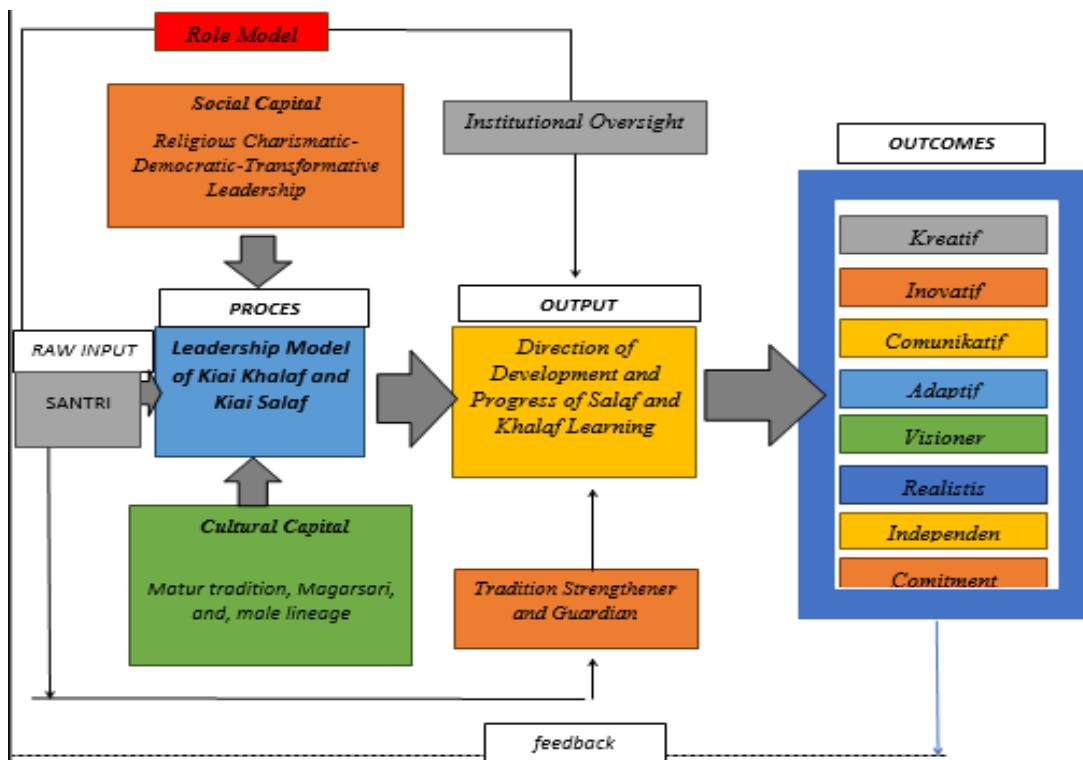 Role Model
Social Capital
Religious Charismatic-
Democratic-Transformative
Leadership
Institutional Oversight
OUTCOMES
Kreatif
Inovatif
Comunikatif
Adaptif
Visioner
Realistis
Independen
Comitment
PROCES
Leadership Model
of Kiai Khalaf and
Kiai Salaf
OUTPUT
Direction of
Development and
Progress of Salaf and
Khalaf Learning
RAW INPUT
SANTRI
Cultural Capital
Matur tradition, Magarsari,
and, male lineage
Tradition Strengthener
and Guardian
feedback